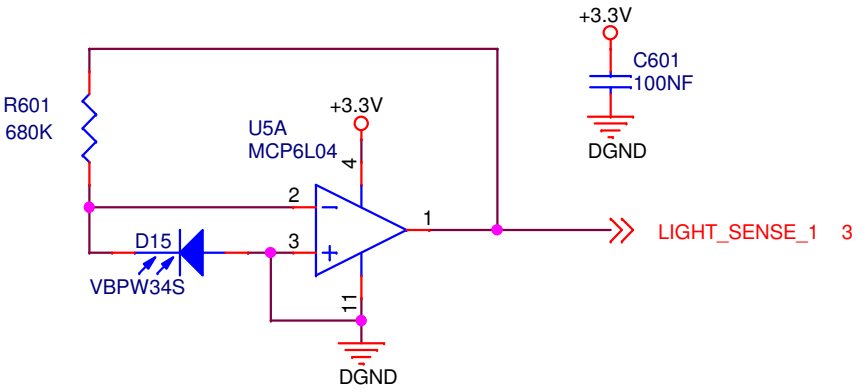 +3.3V
C601
100NF
DGND
R601
680K
+3.3V
U5A
MCP6L04
4
2
1
D15
3
LIGHT_SENSE_1 3
VBPW34S
11
DGND